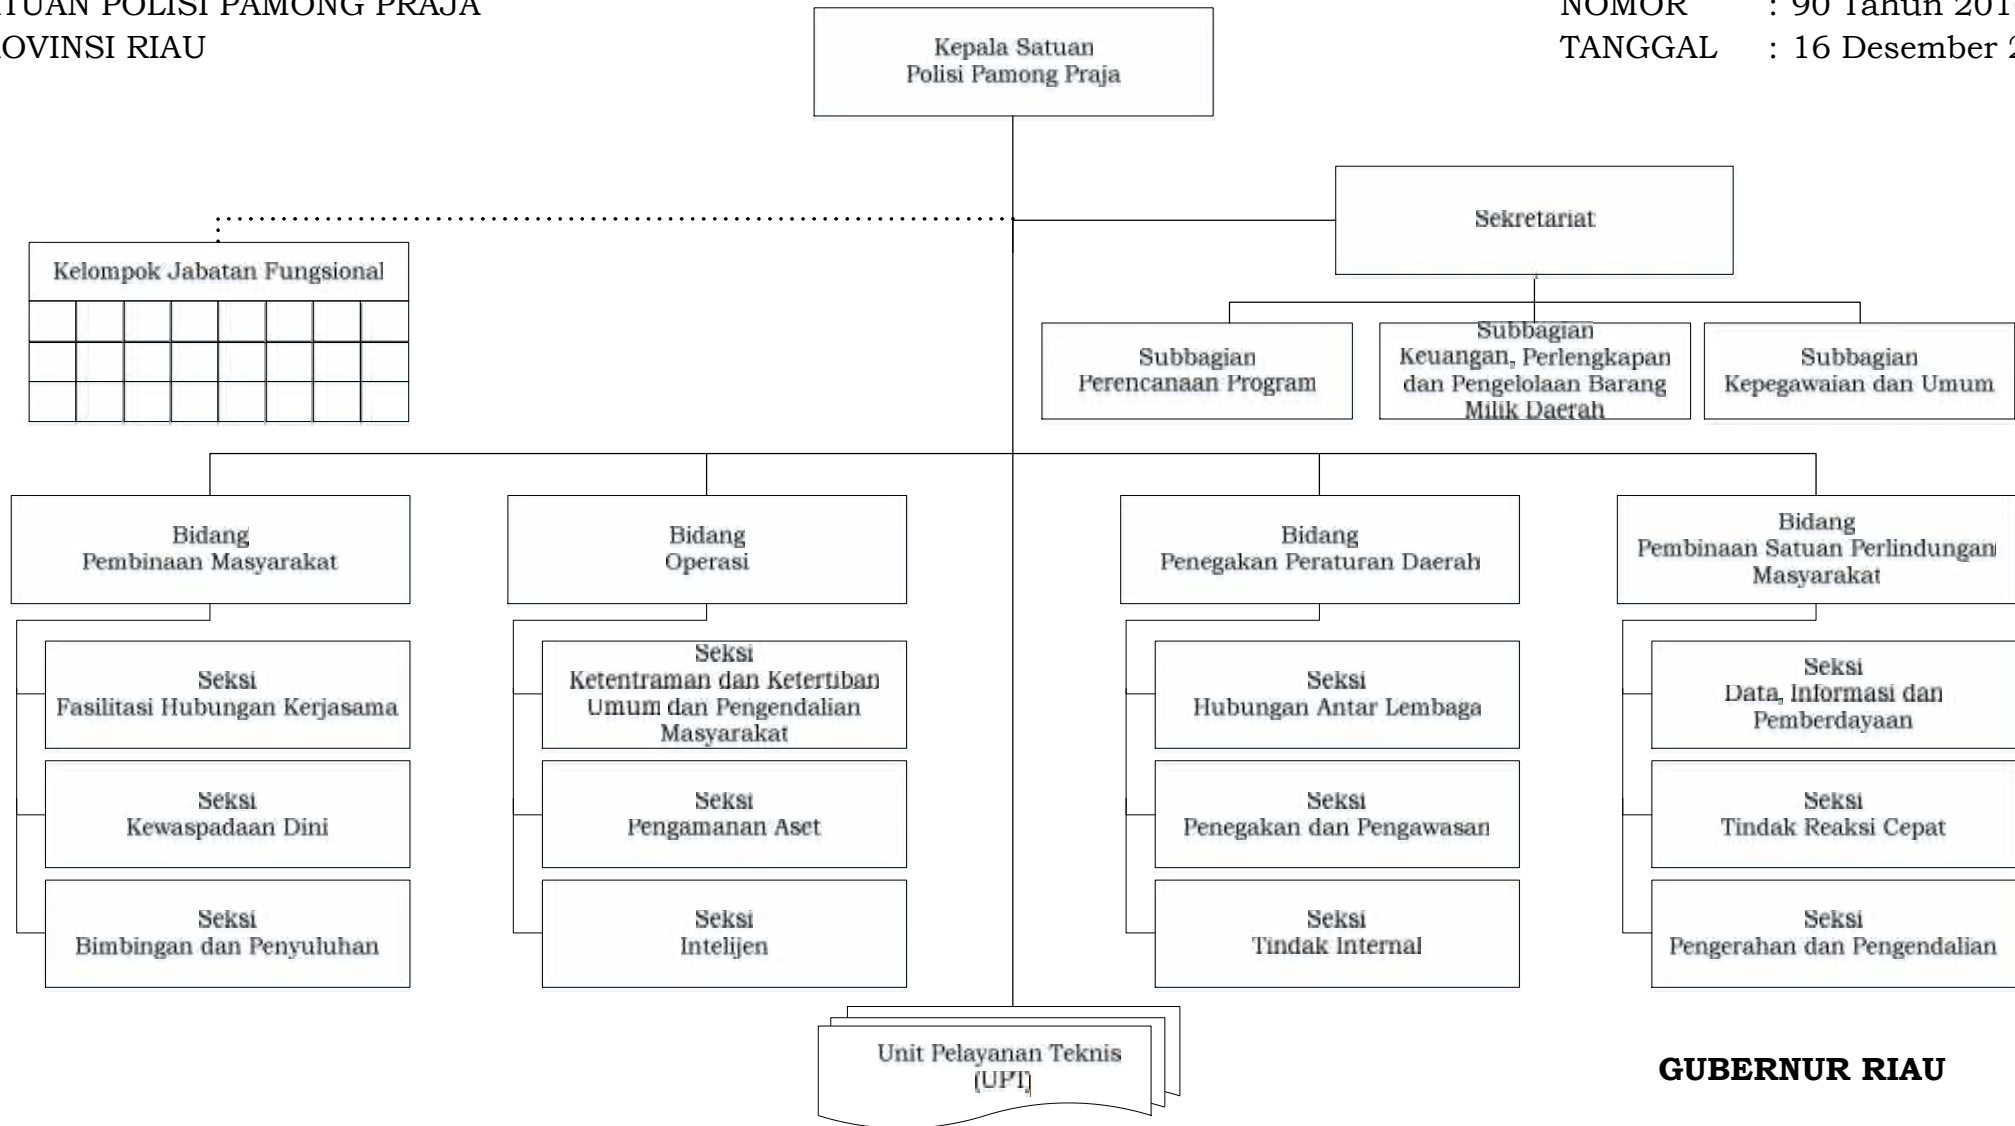 TUAN POLISI PAMONG PRAJA
OVINSI RIAU
NOMOR : 90 Tahun 201
TANGGAL : 16 Desember 2
Kepala Satuan
Polisi Pamong Praja
Sekretariat
Kelompok Jabatan Fungsional
Subbagian
Perencanaan Program
Subbagian
Keuangan, Perlengkapan
dan Pengelolaan Barang
Milik Daerah
Subbagian
Kepegawaian dan Umum
Bidang
Pembinaan Masyarakat
Bidang
Operasi
Bidang
Penegakan Peraturan Daerah
Bidang
Pembinaan Satuan Perlindungan
Masyarakat
Seksi
Fasilitasi Hubungan Kerjasama
Seksi
Ketentraman dan Ketertiban
Umum dan Pengendalian
Masyarakat
Seksi
Hubungan Antar Lembaga
Seksi
Data, Informasi dan
Pemberdayaan
Seksi
Kewaspadaan Dini
Seksi
Pengamanan Aset
Seksi
Penegakan dan Pengawasan
Seksi
Tindak Reaksi Cepat
Seksi
Bimbingan dan Penyuluhan
Seksi
Intelijen
Seksi
Tindak Internal
Seksi
Pengerahan dan Pengendalian
Unit Pelayanan Teknis
(UPT)
GUBERNUR RIAU